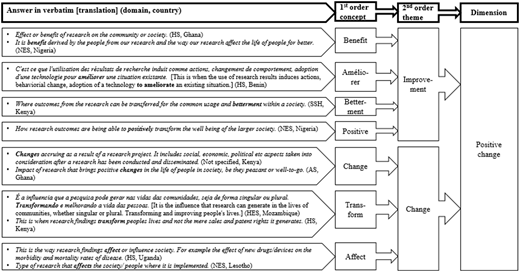 Answer in verbatim [translation] (domain, country)
1st order
concept
2nd order
theme
Dimension
• Effect or benefit of research on the community or society. (HS, Ghana)
• It is benefit derived by the people from our research and the way our research affect the life of people for better.
(NES, Nigeria)
Benefit
• C'est ce que l'utilization des résultats de recherche induit comme actions, changement de comportement, adoption
d'une technologie pour améliorer une situation existante. [This is when the use of research results induces actions,
behavioral change, adoption of a technology to ameliorate an existing situation.] (HS, Benin)
Amélio-
rer
• Where outcomes from the research can be transferred for the common usage and betterment within a society. (SSH,
Kenya)
Better-
ment
• How research outcomes are being able to positively transform the well being of the larger society. (NES, Nigeria)
Positive
Improve-
ment
• Changes accruing as a result of a research project. It includes social, economic, political etc aspects taken into
consideration after a research has been conducted and disseminated. (Not specified, Kenya)
• Impact of research that brings positive changes in the life of people in society, be they peasant or well-to-go. (AS,
Ghana)
Change
• É a influencia que a pesquisa pode gerar nas vidas das comunidades, seja de forma singular ou plural.
Transformando e melhorando a vida das pessoas. [It is the influence that research can generate in the lives of
communities, whether singular or plural. Transforming and improving people's lives.] (HES, Mozambique)
• This is when research findings transform peoples lives and not the mere sales and patent rights it generates. (HS,
Kenya)
Trans-
form
• This is the way research findings affect or influence society. For example the effect of new drugs/devices on the
morbidity and mortality rates of disease. (HS, Uganda)
• Type of research that affects the society/ people where it is implemented. (NES, Lesotho)
Affect
Change
Positive
change